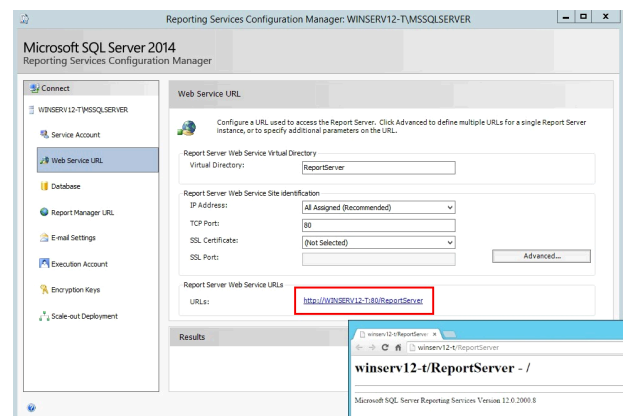 Reporting Services Configuration Manager: WINSERV12-T\MSSQLSERVER
Microsoft SQL Server 2014
Reporting Services Configuration Manager
Connect
WINSERV12-T\MSSQLSERVER
Service Account
Web Service URL
Database
Report Manager URL
E-mail Settings
Execution Account
Encryption Keys
Scale-out Deployment
Web Service URL
Configure a URL used to access the Report Server. Click Advanced to define multiple URLs for a single Report Server
instance, or to specify additional parameters on the URL.
Report Server Web Service Virtual Directory
Virtual Directory: ReportServer
Report Server Web Service Site identification
IP Address: All Assigned (Recommended)
TCP Port: 80
SSL Certificate: (Not Selected)
SSL Port:
Advanced...
Report Server Web Service URLs
URLs: http://WINSERV12-T:80/ReportServer
Results
winserv12-t/ReportServer
winserv12-t/ReportServer
winserv12-t/ReportServer - /
Microsoft SQL Server Reporting Services Version 12.0.2000.8